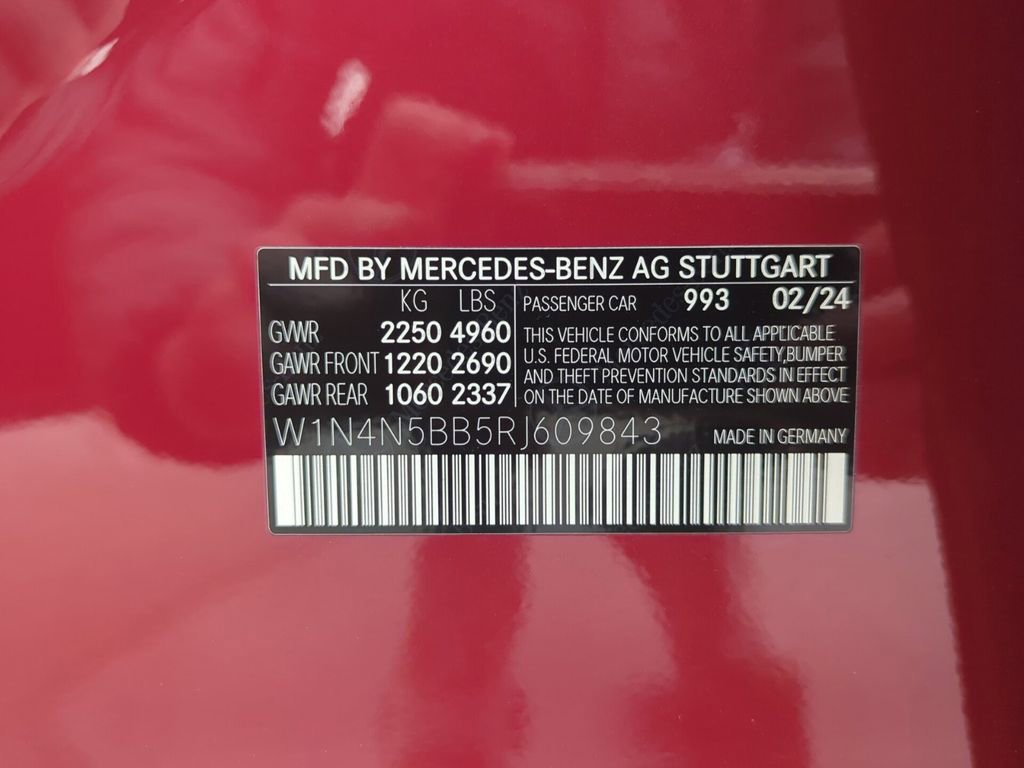 MFD BY MERCEDES-BENZ AG STUTTGART
KG LBS
GVWR 2250 4960
GAWR FRONT 1220 2690
GAWR REAR 1060 2337
PASSENGER CAR 993 02/24
THIS VEHICLE CONFORMS TO ALL APPLICABLE
U.S. FEDERAL MOTOR VEHICLE SAFETY,BUMPER
AND THEFT PREVENTION STANDARDS IN EFFECT
ON THE DATE OF MANUFACTURE SHOWN ABOVE
W1N4N5BB5RJ609843
MADE IN GERMANY